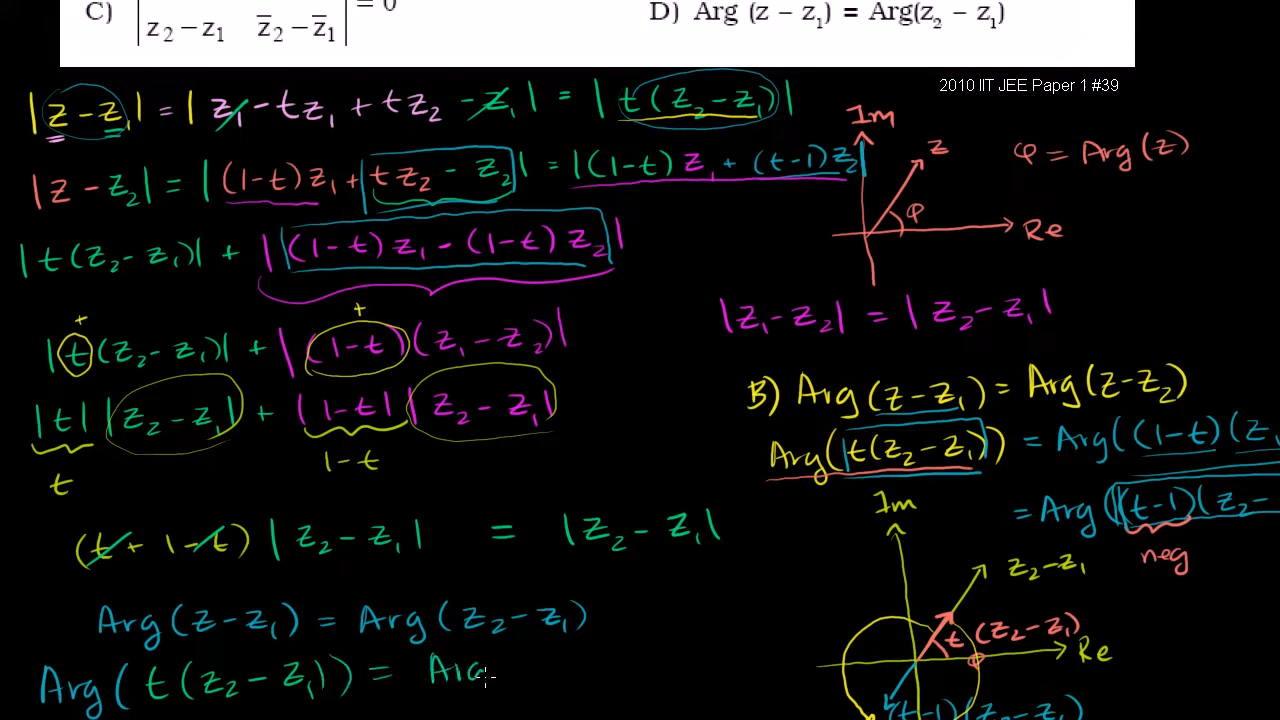 C) | z₂ – z₁   z̅₂ – z̅₁ | = 0
D) Arg (z – z₁) = Arg(z₂ – z₁)
2010 IIT JEE Paper 1 #39
|z - z₁| = |z₁ - tz₁ + tz₂ - z₁| = |t(z₂ - z₁)|
|z - z₂| = |(1-t)z₁ + tz₂ - z₂| = |(1-t)z₁ + (t-1)z₂|
|t(z₂ - z₁)| + |(1-t)z₁ - (1-t)z₂|
+ +
|t(z₂ - z₁)| + |(1-t)(z₁ - z₂)|
|t||z₂ - z₁| + |1-t||z₂ - z₁|
t 1-t
(t + 1 - t)|z₂ - z₁| = |z₂ - z₁|
Arg(z - z₁) = Arg(z₂ - z₁)
Arg(t(z₂ - z₁)) = Arg
Im
z
φ = Arg(z)
φ
Re
|z₁ - z₂| = |z₂ - z₁|
B) Arg(z - z₁) = Arg(z - z₂)
Arg(t(z₂ - z₁)) = Arg((1-t)(z₁
= Arg((t-1)(z₂ -
neg
Im
z₂ - z₁
t(z₂ - z₁)
φ
Re
(t-1)(z₂ - z₁)